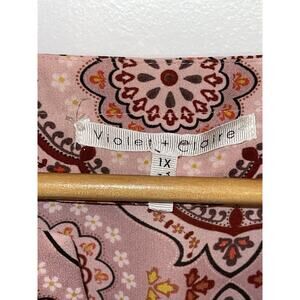 Violet + Claire
1X